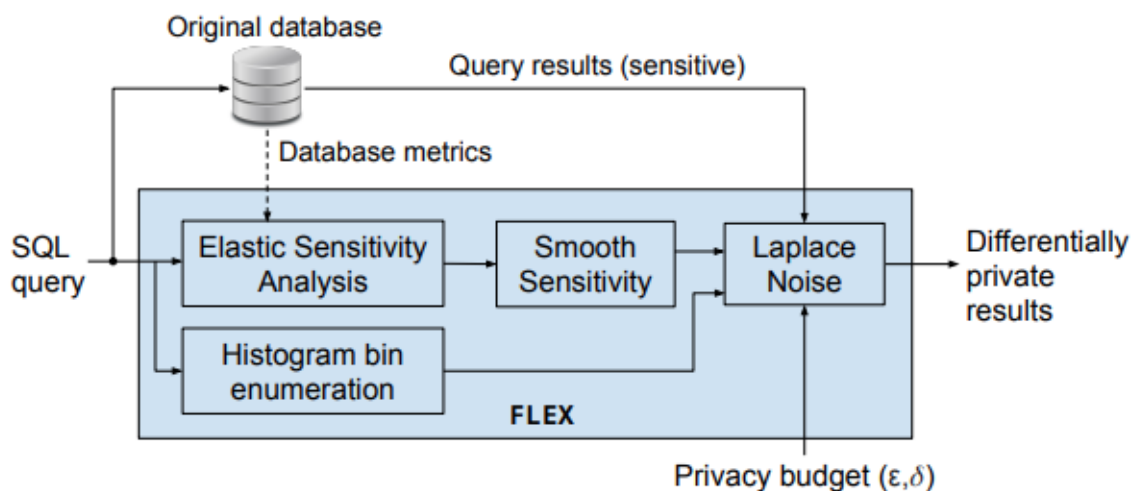 Original database
Query results (sensitive)
Database metrics
SQL
query
Elastic Sensitivity
Analysis
Smooth
Sensitivity
Laplace
Noise
Differentially
private
results
Histogram bin
enumeration
FLEX
Privacy budget (ε,δ)